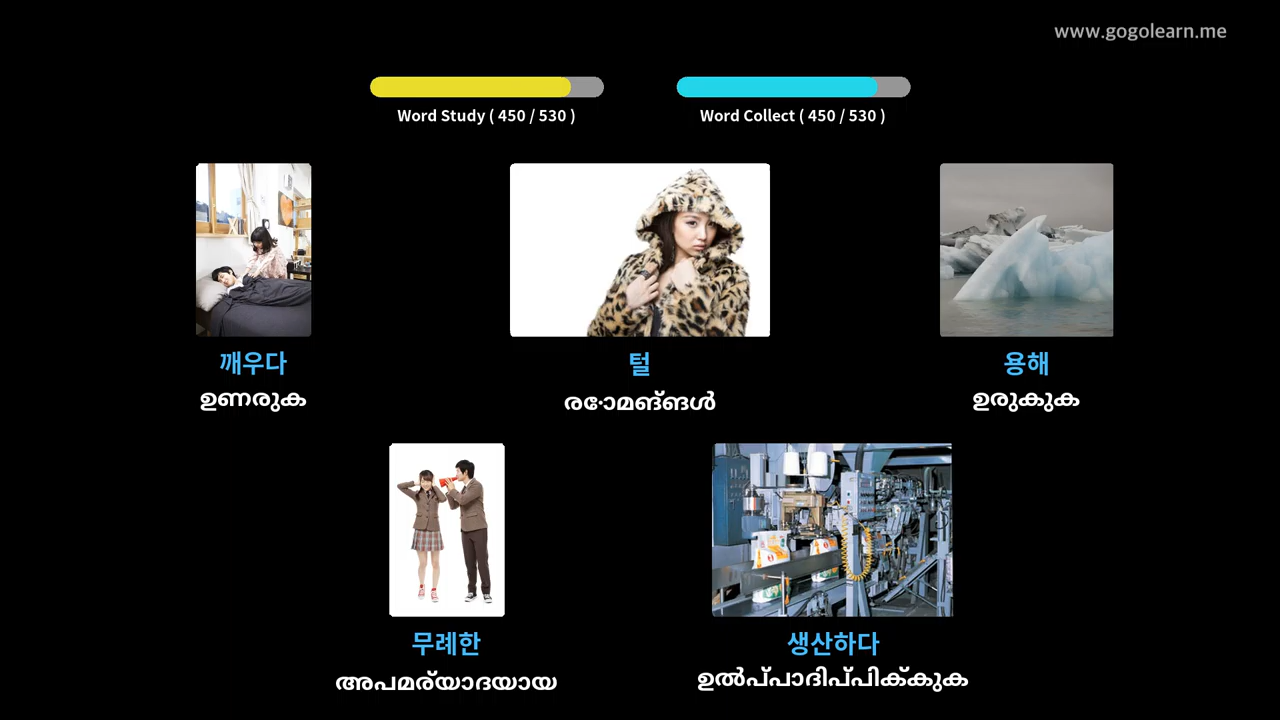 www.gogolearn.me
Word Study ( 450 / 530 )
Word Collect ( 450 / 530 )
깨우다
ഉണരുക
털
രോമങ്ങൾ
용해
ഉരുകുക
무례한
അപമര്യാദയായ
생산하다
ഉൽപ്പാദിപ്പിക്കുക